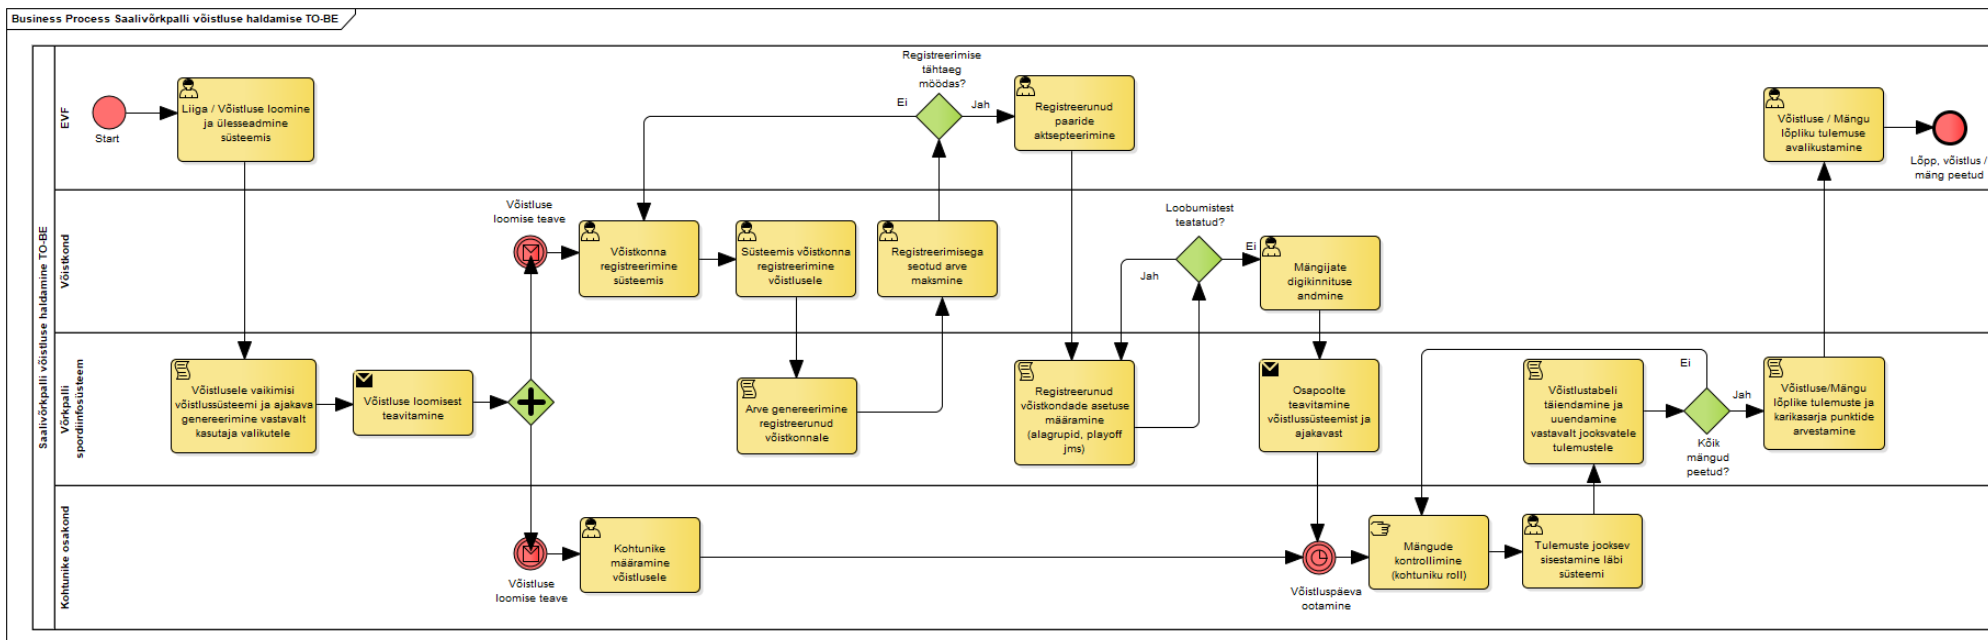 Business Process Saalivõrkpalli võistluse haldamise TO-BE
Saalivõrkpalli võistluse haldamine TO-BE
EVF
Start
Liiga / Võistluse loomine
ja ülesseadmine
süsteemis
Registreerimise
tähtaeg
möödas?
Ei
Jah
Registreerunud
paaride
aktsepteerimine
Võistluse / Mängu
lõpliku tulemuse
avalikustamine
Lõpp, võistlus /
mäng peetud
Võistkond
Võistluse
loomise teave
Võistkonna
registreerimine
süsteemis
Süsteemis võistkonna
registreerimine
võistlusele
Registreerimisega
seotud arve
maksmine
Loobumistest
teatatud?
Jah
Ei
Mängijate
digikinnituse
andmine
Võrkpalli
spordiinfosüsteem
Võistlusele vaikimisi
võistlussüsteemi ja ajakava
genereerimine vastavalt
kasutaja valikutele
Võistluse loomisest
teavitamine
Arve genereerimine
registreerunud
võistkonnale
Registreerunud
võistkondade asetuse
määramine
(alagrupid, playoff
jms)
Osapoolte
teavitamine
võistlussüsteemist ja
ajakavast
Võistlustabeli
täiendamine ja
uuendamine
vastavalt jooksvatele
tulemustele
Ei
Jah
Kõik
mängud
peetud?
Võistluse/Mängu
lõplike tulemuste ja
karikasarja punktide
arvestamine
Kohtunike osakond
Võistluse
loomise teave
Kohtunike
määramine
võistlusele
Võistluspäeva
ootamine
Mängude
kontrollimine
(kohtuniku roll)
Tulemuste jooksev
sisestamine läbi
süsteemi